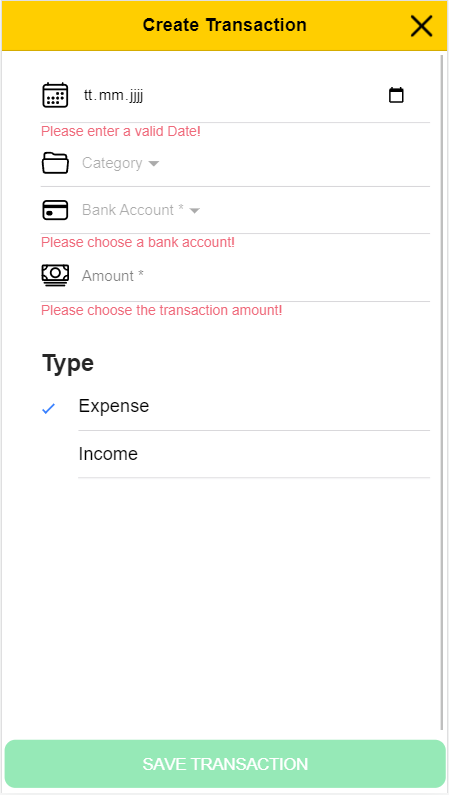 Create Transaction
tt.mm.jjjj
Please enter a valid Date!
Category
Bank Account *
Please choose a bank account!
Amount *
Please choose the transaction amount!
Type
Expense
Income
SAVE TRANSACTION